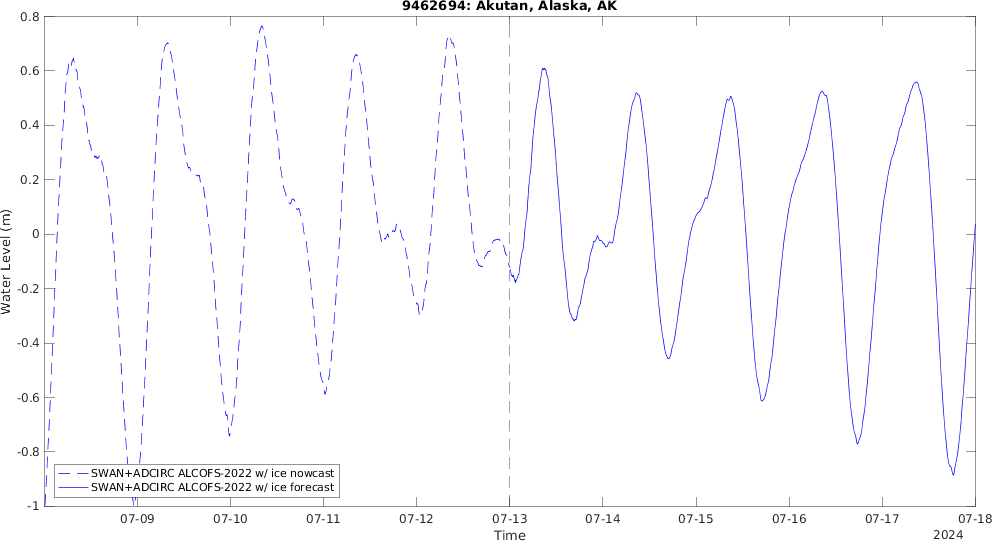 9462694: Akutan, Alaska, AK
Water Level (m)
0.8
0.6
0.4
0.2
0
-0.2
-0.4
-0.6
-0.8
-1
SWAN+ADCIRC ALCOFS-2022 w/ ice nowcast
SWAN+ADCIRC ALCOFS-2022 w/ ice forecast
07-09 07-10 07-11 07-12 07-13 07-14 07-15 07-16 07-17 07-18
Time
2024